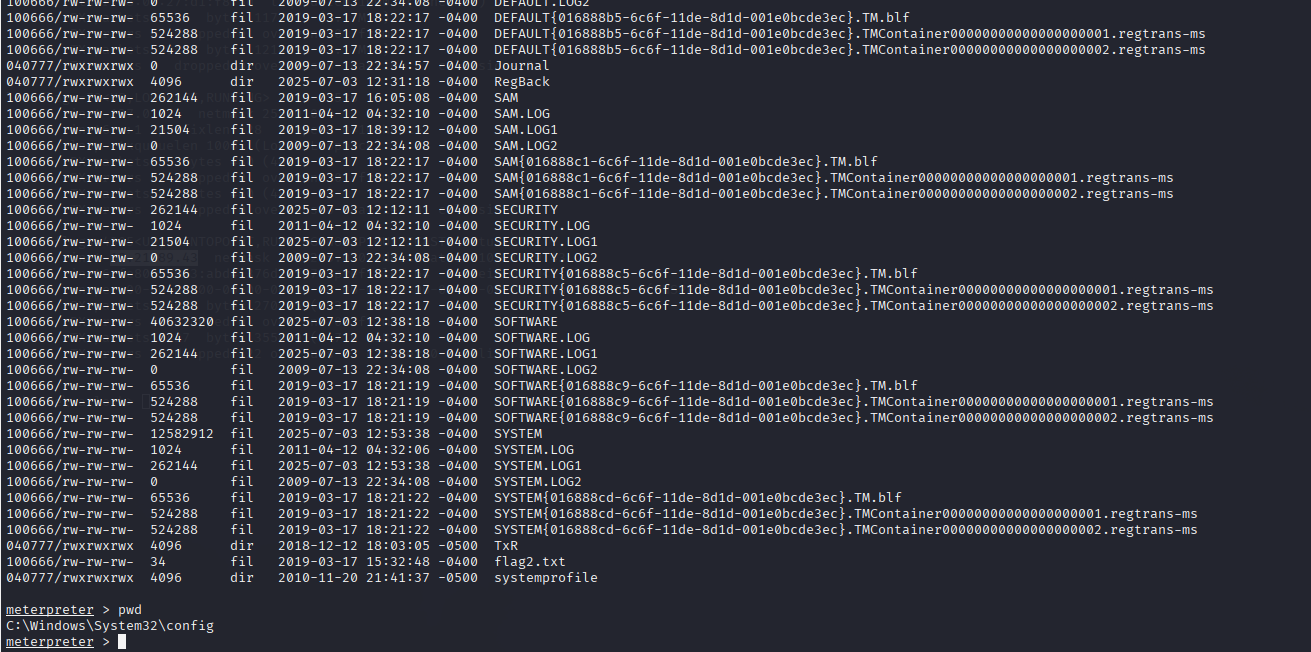 100666/rw-rw-rw-  0         fil   2009-07-13 22:34:08 -0400  DEFAULT.LOG2
100666/rw-rw-rw-  65536     fil   2019-03-17 18:22:17 -0400  DEFAULT{016888b5-6c6f-11de-8d1d-001e0bcde3ec}.TM.blf
100666/rw-rw-rw-  524288    fil   2019-03-17 18:22:17 -0400  DEFAULT{016888b5-6c6f-11de-8d1d-001e0bcde3ec}.TMContainer00000000000000000001.regtrans-ms
100666/rw-rw-rw-  524288    fil   2019-03-17 18:22:17 -0400  DEFAULT{016888b5-6c6f-11de-8d1d-001e0bcde3ec}.TMContainer00000000000000000002.regtrans-ms
040777/rwxrwxrwx  0         dir   2009-07-13 22:34:57 -0400  Journal
040777/rwxrwxrwx  4096      dir   2025-07-03 12:31:18 -0400  RegBack
100666/rw-rw-rw-  262144    fil   2019-03-17 16:05:08 -0400  SAM
100666/rw-rw-rw-  1024      fil   2011-04-12 04:32:10 -0400  SAM.LOG
100666/rw-rw-rw-  21504     fil   2019-03-17 18:39:12 -0400  SAM.LOG1
100666/rw-rw-rw-  0         fil   2009-07-13 22:34:08 -0400  SAM.LOG2
100666/rw-rw-rw-  65536     fil   2019-03-17 18:22:17 -0400  SAM{016888c1-6c6f-11de-8d1d-001e0bcde3ec}.TM.blf
100666/rw-rw-rw-  524288    fil   2019-03-17 18:22:17 -0400  SAM{016888c1-6c6f-11de-8d1d-001e0bcde3ec}.TMContainer00000000000000000001.regtrans-ms
100666/rw-rw-rw-  524288    fil   2019-03-17 18:22:17 -0400  SAM{016888c1-6c6f-11de-8d1d-001e0bcde3ec}.TMContainer00000000000000000002.regtrans-ms
100666/rw-rw-rw-  262144    fil   2025-07-03 12:12:11 -0400  SECURITY
100666/rw-rw-rw-  1024      fil   2011-04-12 04:32:10 -0400  SECURITY.LOG
100666/rw-rw-rw-  21504     fil   2025-07-03 12:12:11 -0400  SECURITY.LOG1
100666/rw-rw-rw-  0         fil   2009-07-13 22:34:08 -0400  SECURITY.LOG2
100666/rw-rw-rw-  65536     fil   2019-03-17 18:22:17 -0400  SECURITY{016888c5-6c6f-11de-8d1d-001e0bcde3ec}.TM.blf
100666/rw-rw-rw-  524288    fil   2019-03-17 18:22:17 -0400  SECURITY{016888c5-6c6f-11de-8d1d-001e0bcde3ec}.TMContainer00000000000000000001.regtrans-ms
100666/rw-rw-rw-  524288    fil   2019-03-17 18:22:17 -0400  SECURITY{016888c5-6c6f-11de-8d1d-001e0bcde3ec}.TMContainer00000000000000000002.regtrans-ms
100666/rw-rw-rw-  40632320  fil   2025-07-03 12:38:18 -0400  SOFTWARE
100666/rw-rw-rw-  1024      fil   2011-04-12 04:32:10 -0400  SOFTWARE.LOG
100666/rw-rw-rw-  262144    fil   2025-07-03 12:38:18 -0400  SOFTWARE.LOG1
100666/rw-rw-rw-  0         fil   2009-07-13 22:34:08 -0400  SOFTWARE.LOG2
100666/rw-rw-rw-  65536     fil   2019-03-17 18:21:19 -0400  SOFTWARE{016888c9-6c6f-11de-8d1d-001e0bcde3ec}.TM.blf
100666/rw-rw-rw-  524288    fil   2019-03-17 18:21:19 -0400  SOFTWARE{016888c9-6c6f-11de-8d1d-001e0bcde3ec}.TMContainer00000000000000000001.regtrans-ms
100666/rw-rw-rw-  524288    fil   2019-03-17 18:21:19 -0400  SOFTWARE{016888c9-6c6f-11de-8d1d-001e0bcde3ec}.TMContainer00000000000000000002.regtrans-ms
100666/rw-rw-rw-  12582912  fil   2025-07-03 12:53:38 -0400  SYSTEM
100666/rw-rw-rw-  1024      fil   2011-04-12 04:32:06 -0400  SYSTEM.LOG
100666/rw-rw-rw-  262144    fil   2025-07-03 12:53:38 -0400  SYSTEM.LOG1
100666/rw-rw-rw-  0         fil   2009-07-13 22:34:08 -0400  SYSTEM.LOG2
100666/rw-rw-rw-  65536     fil   2019-03-17 18:21:22 -0400  SYSTEM{016888cd-6c6f-11de-8d1d-001e0bcde3ec}.TM.blf
100666/rw-rw-rw-  524288    fil   2019-03-17 18:21:22 -0400  SYSTEM{016888cd-6c6f-11de-8d1d-001e0bcde3ec}.TMContainer00000000000000000001.regtrans-ms
100666/rw-rw-rw-  524288    fil   2019-03-17 18:21:22 -0400  SYSTEM{016888cd-6c6f-11de-8d1d-001e0bcde3ec}.TMContainer00000000000000000002.regtrans-ms
040777/rwxrwxrwx  4096      dir   2018-12-12 18:03:05 -0500  TxR
100666/rw-rw-rw-  34        fil   2019-03-17 15:32:48 -0400  flag2.txt
040777/rwxrwxrwx  4096      dir   2010-11-20 21:41:37 -0500  systemprofile
meterpreter > pwd
C:\Windows\System32\config
meterpreter >